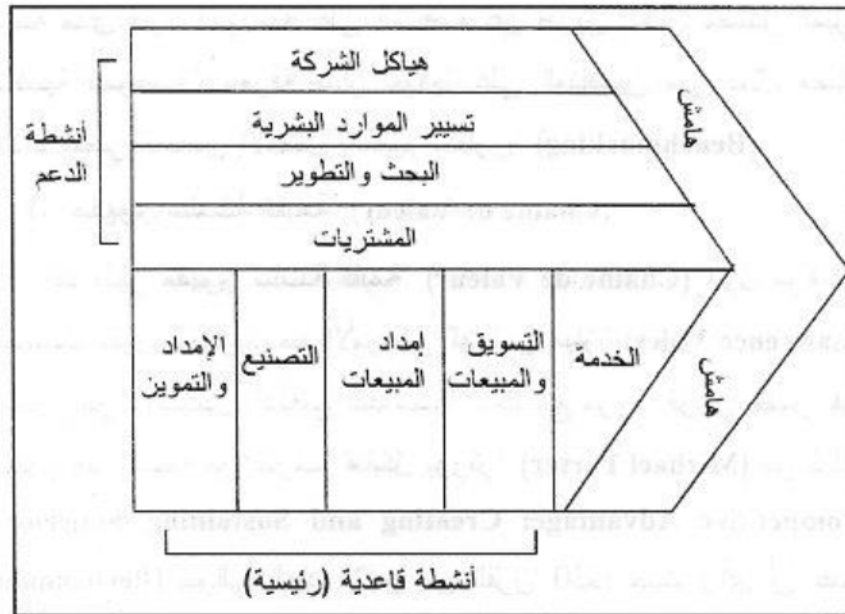 هياكل الشركة
تسيير الموارد البشرية
البحث والتطوير
المشتريات
أنشطة
الدعم
هامش
الإمداد
والتموين
التصنيع
إمداد
المبيعات
التسويق
والمبيعات
الخدمة
هامش
أنشطة قاعدية (رئيسية)